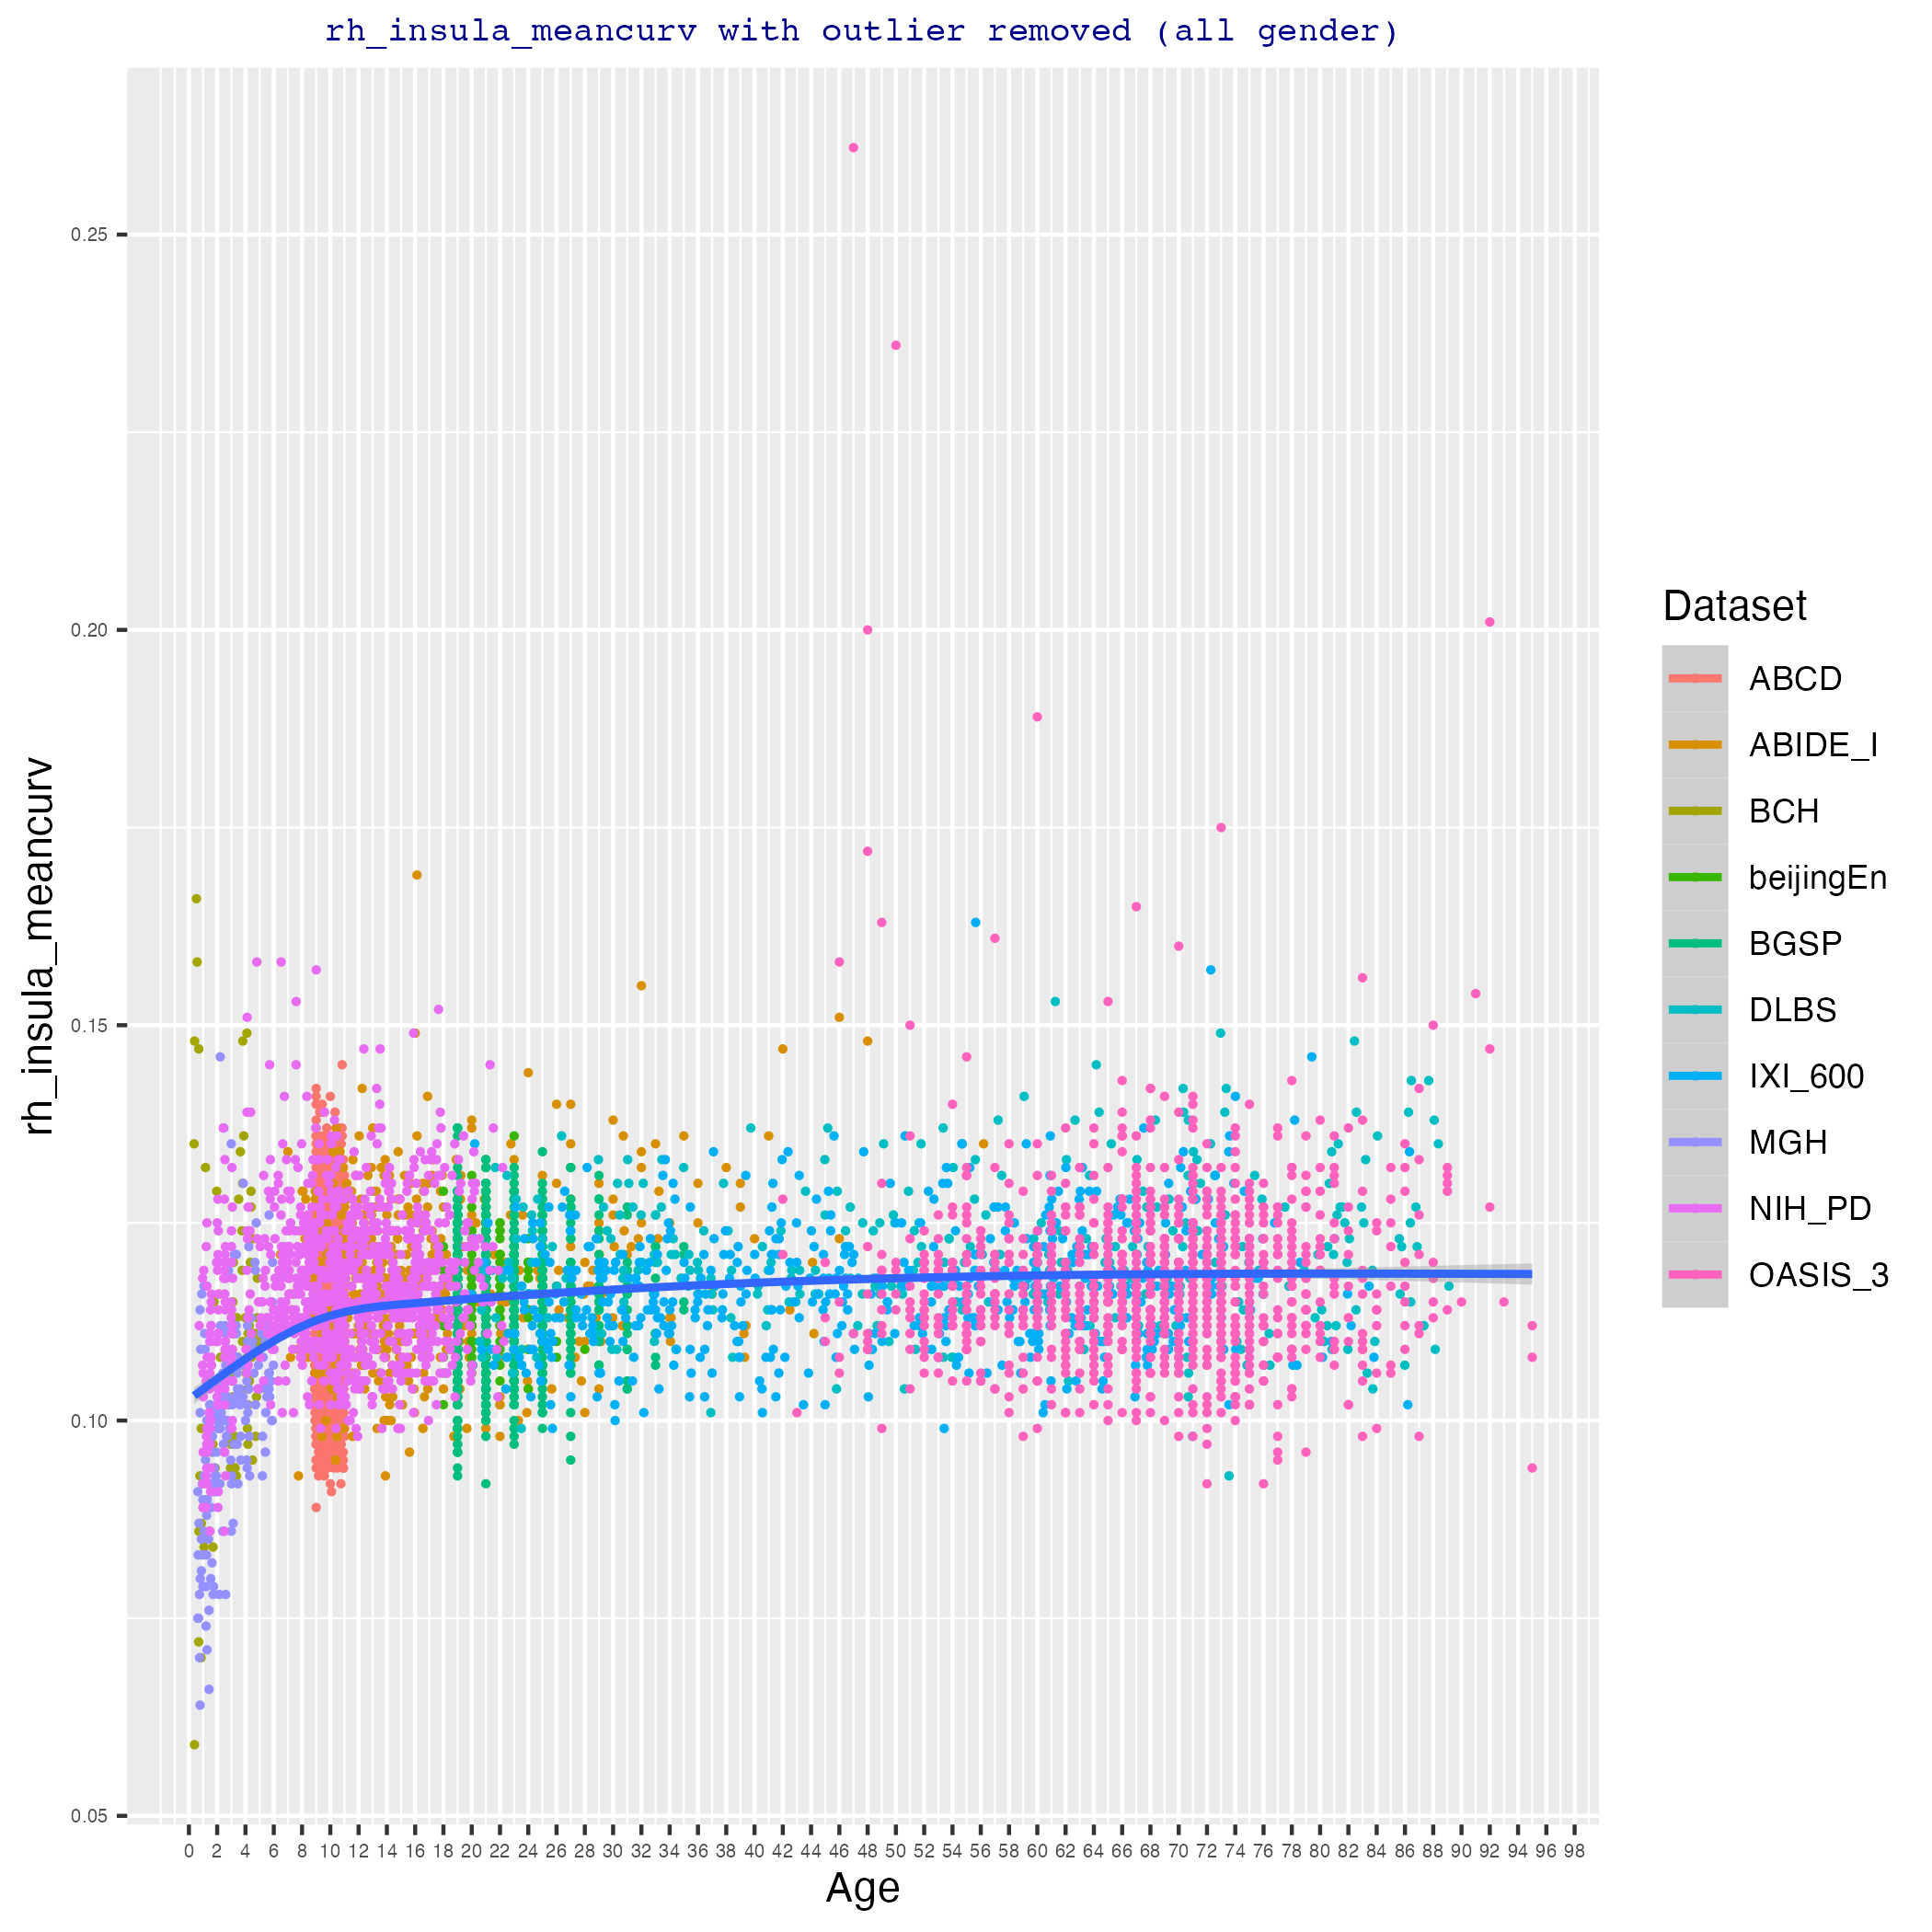 rh_insula_meancurv with outlier removed (all gender)
rh_insula_meancurv
0.25
0.20
0.15
0.10
0.05
0 2 4 6 8 10 12 14 16 18 20 22 24 26 28 30 32 34 36 38 40 42 44 46 48 50 52 54 56 58 60 62 64 66 68 70 72 74 76 78 80 82 84 86 88 90 92 94 96 98
Age
Dataset
ABCD
ABIDE_I
BCH
beijingEn
BGSP
DLBS
IXI_600
MGH
NIH_PD
OASIS_3